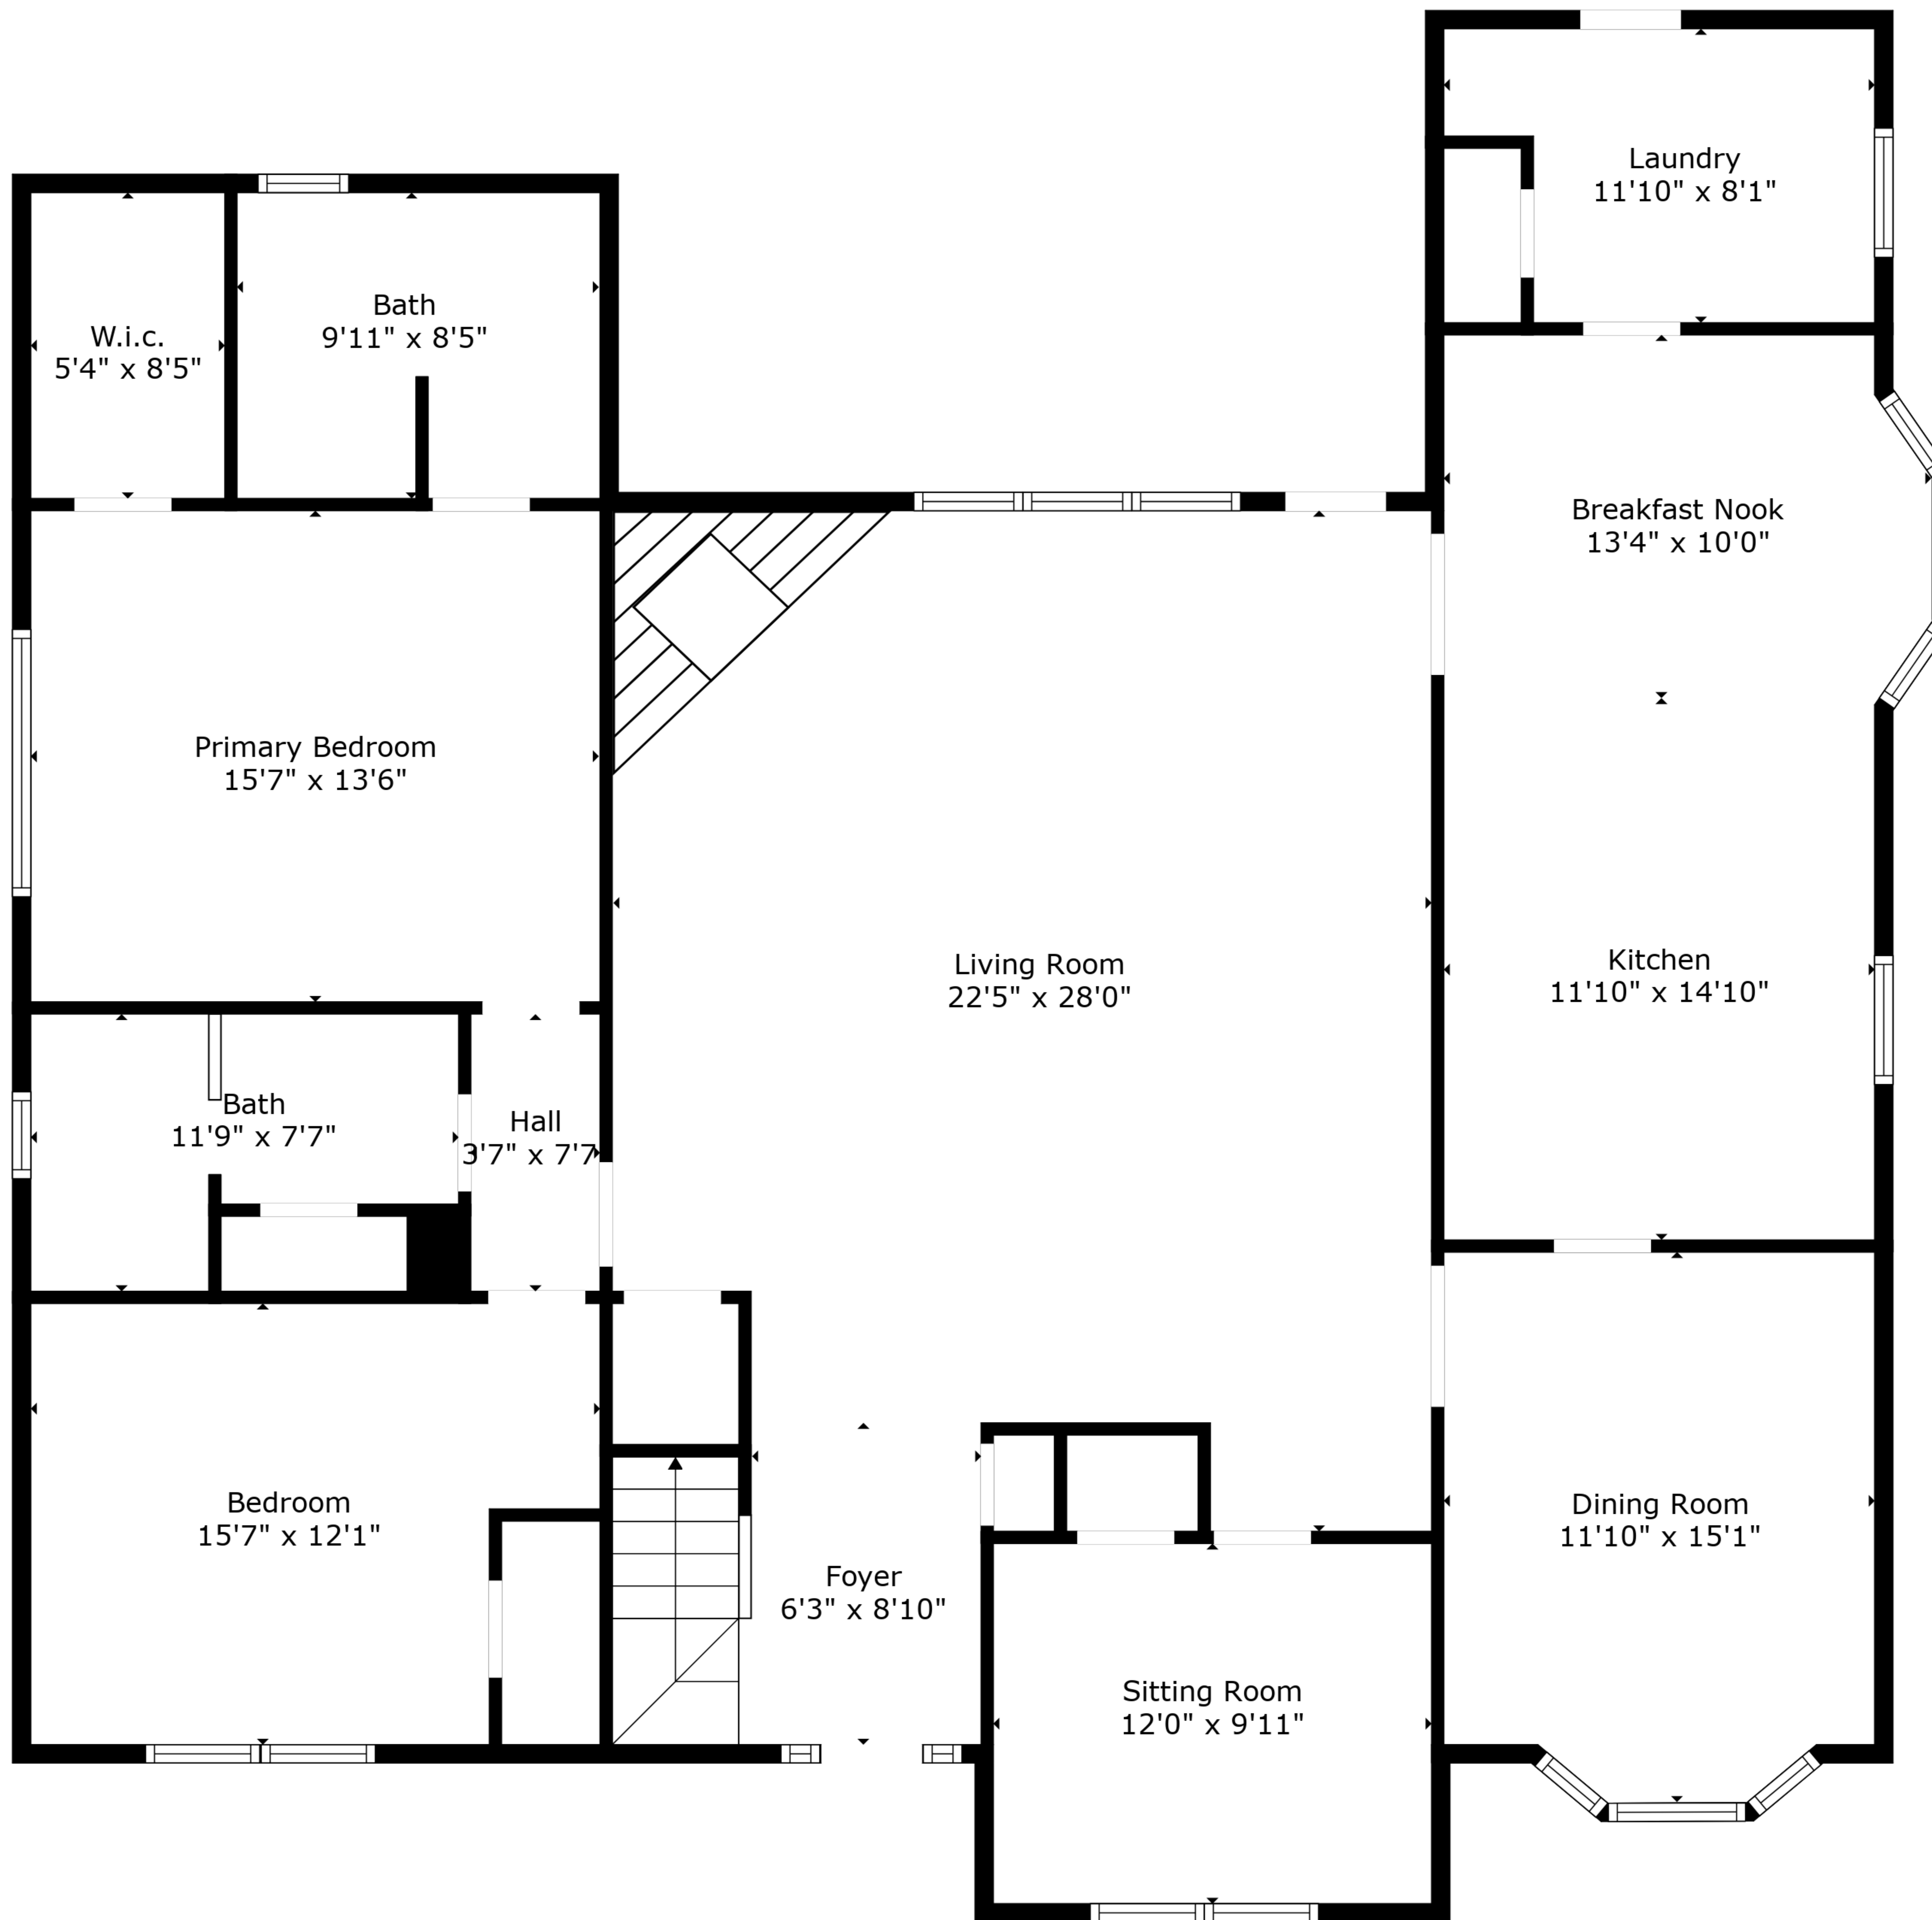 Laundry
11'10" x 8'1"
Bath
9'11" x 8'5"
W.i.c.
5'4" x 8'5"
Breakfast Nook
13'4" x 10'0"
Primary Bedroom
15'7" x 13'6"
Living Room
22'5" x 28'0"
Kitchen
11'10" x 14'10"
Bath
11'9" x 7'7"
Hall
3'7" x 7'7
Bedroom
15'7" x 12'1"
Dining Room
11'10" x 15'1"
Foyer
6'3" x 8'10"
Sitting Room
12'0" x 9'11"